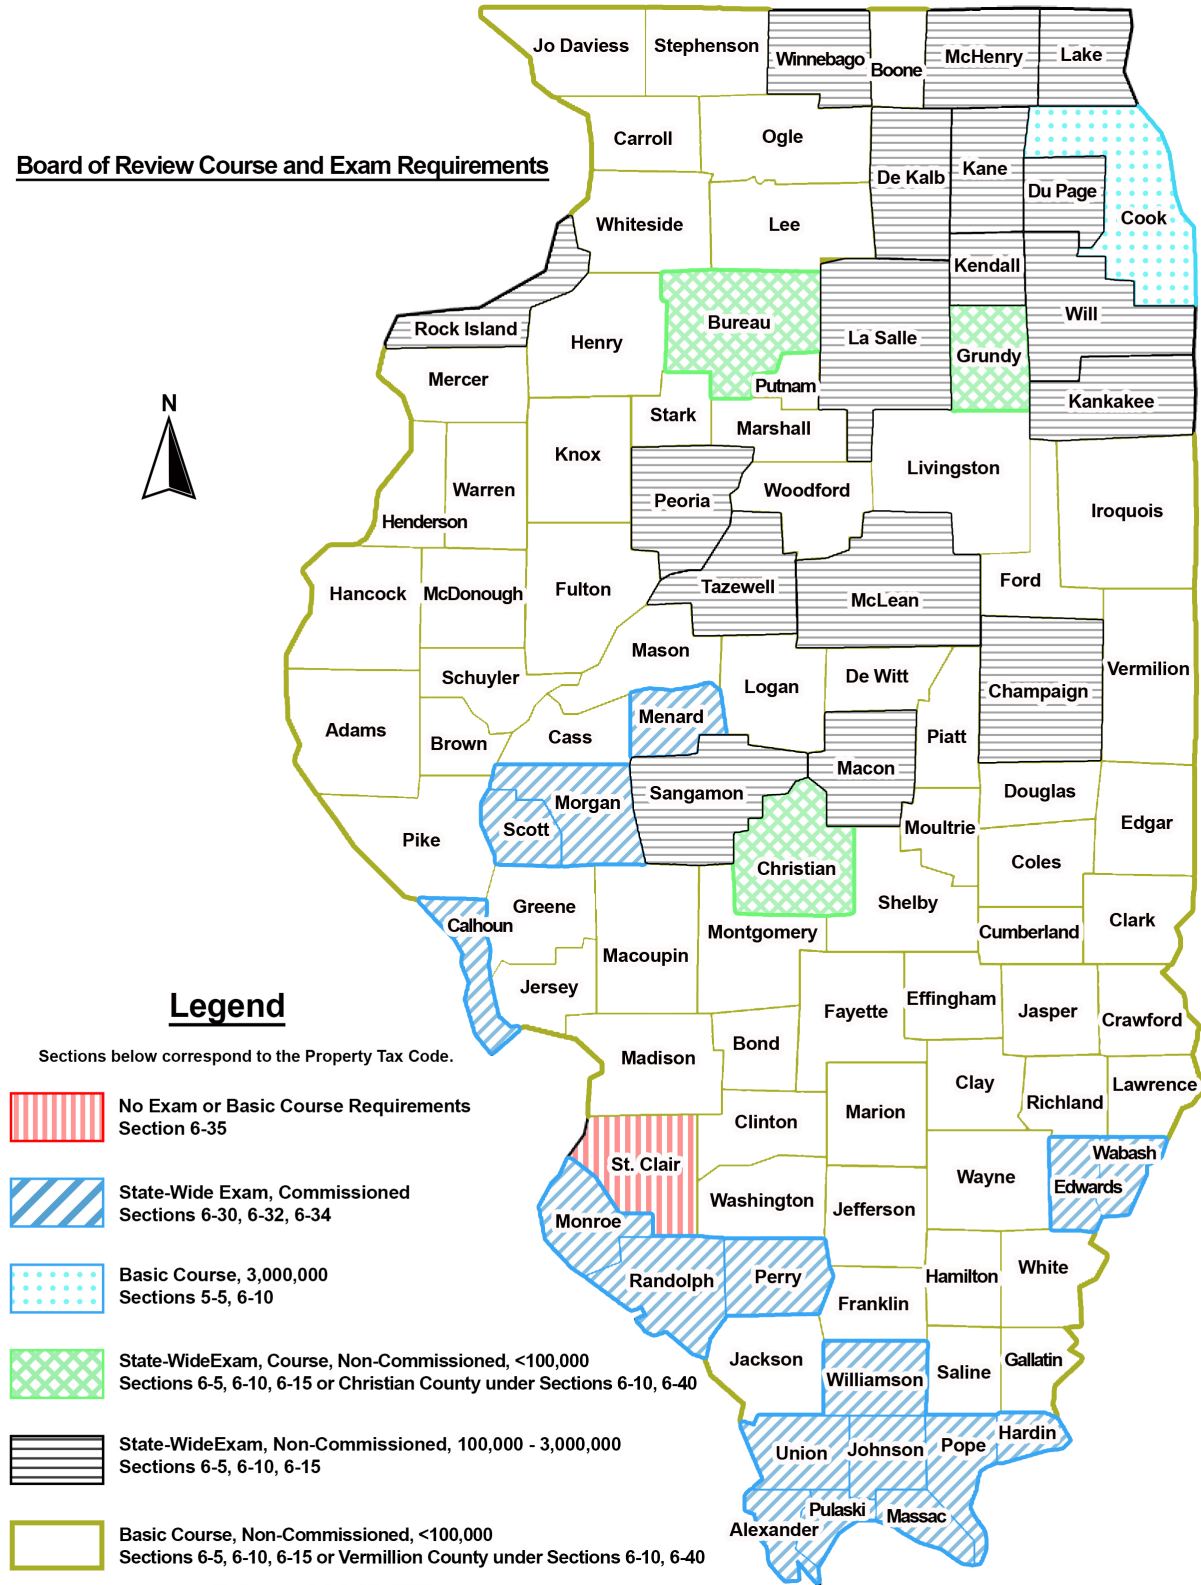 Jo Daviess
Stephenson
Winnebago
Boone
McHenry
Lake
Carroll
Ogle
De Kalb
Kane
Du Page
Cook
Board of Review Course and Exam Requirements
Whiteside
Lee
Kendall
Rock Island
Henry
Bureau
La Salle
Grundy
Will
Mercer
Putnam
Kankakee
N
Stark
Marshall
Knox
Livingston
Warren
Peoria
Woodford
Iroquois
Henderson
Hancock
McDonough
Fulton
Tazewell
McLean
Ford
Mason
Vermilion
Schuyler
Logan
De Witt
Champaign
Adams
Brown
Cass
Menard
Piatt
Macon
Sangamon
Douglas
Morgan
Scott
Moultrie
Edgar
Pike
Christian
Coles
Greene
Calhoun
Shelby
Clark
Montgomery
Cumberland
Macoupin
Jersey
Effingham
Fayette
Jasper
Crawford
Legend
Sections below correspond to the Property Tax Code.
Madison
Bond
Clay
Richland
Lawrence
No Exam or Basic Course Requirements
Section 6-35
Clinton
Marion
St. Clair
Wabash
Wayne
Edwards
State-Wide Exam, Commissioned
Sections 6-30, 6-32, 6-34
Monroe
Washington
Jefferson
Basic Course, 3,000,000
Sections 5-5, 6-10
Randolph
Perry
Hamilton
White
Franklin
State-WideExam, Course, Non-Commissioned, <100,000
Sections 6-5, 6-10, 6-15 or Christian County under Sections 6-10, 6-40
Jackson
Williamson
Saline
Gallatin
State-WideExam, Non-Commissioned, 100,000 - 3,000,000
Sections 6-5, 6-10, 6-15
Union
Johnson
Pope
Hardin
Alexander
Pulaski
Massac
Basic Course, Non-Commissioned, <100,000
Sections 6-5, 6-10, 6-15 or Vermillion County under Sections 6-10, 6-40